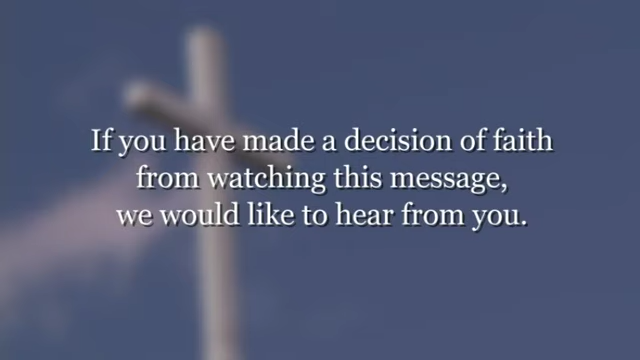 If you have made a decision of faith
from watching this message,
we would like to hear from you.